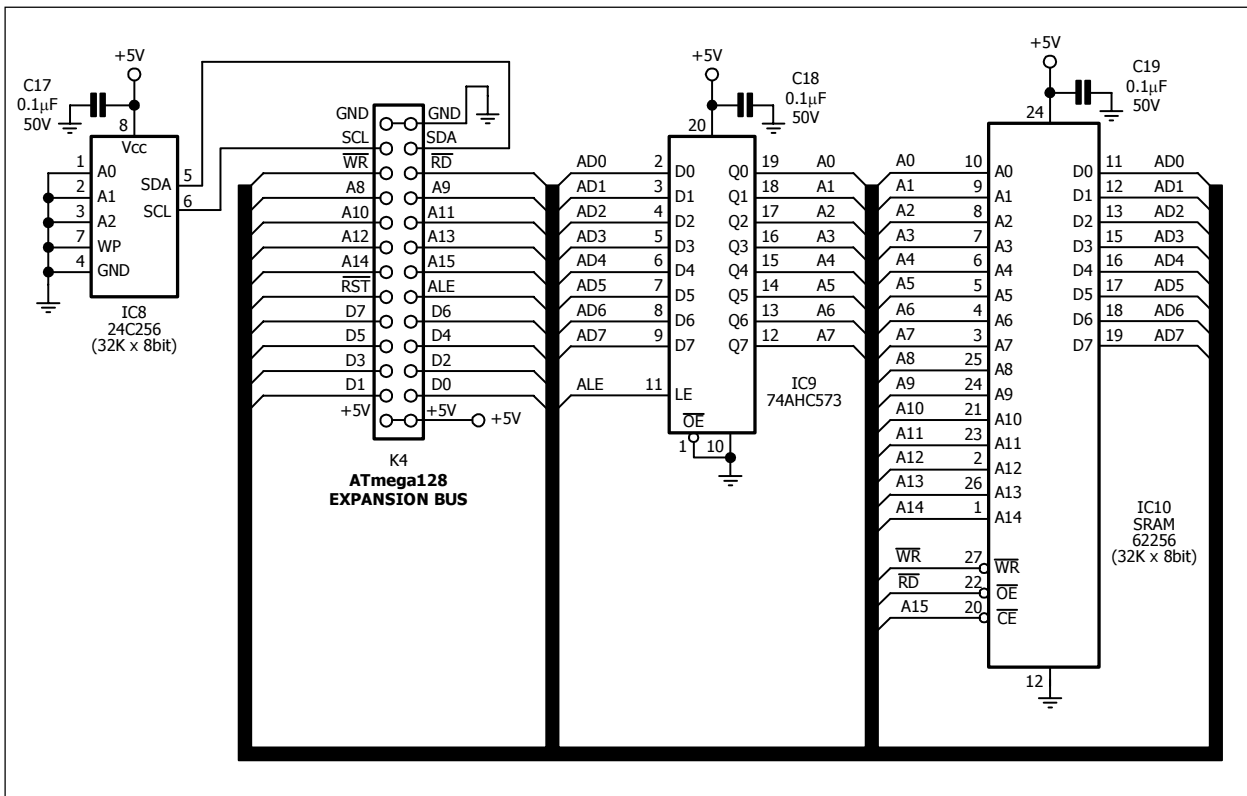 +5V
C17
0.1µF
50V
8
Vcc
1 A0
2 A1
3 A2
7 WP
4 GND
SDA 5
SCL 6
IC8
24C256
(32K x 8bit)
GND GND
SCL SDA
WR RD
A8 A9
A10 A11
A12 A13
A14 A15
RST ALE
D7 D6
D5 D4
D3 D2
D1 D0
+5V +5V +5V
K4
ATmega128
EXPANSION BUS
+5V
C18
0.1µF
50V
20
AD0 2 D0 Q0 19 A0
AD1 3 D1 Q1 18 A1
AD2 4 D2 Q2 17 A2
AD3 5 D3 Q3 16 A3
AD4 6 D4 Q4 15 A4
AD5 7 D5 Q5 14 A5
AD6 8 D6 Q6 13 A6
AD7 9 D7 Q7 12 A7
ALE 11 LE
OE
1 10
IC9
74AHC573
+5V
C19
0.1µF
50V
24
A0 10 A0 D0 11 AD0
A1 9 A1 D1 12 AD1
A2 8 A2 D2 13 AD2
A3 7 A3 D3 15 AD3
A4 6 A4 D4 16 AD4
A5 5 A5 D5 17 AD5
A6 4 A6 D6 18 AD6
A7 3 A7 D7 19 AD7
A8 25 A8
A9 24 A9
A10 21 A10
A11 23 A11
A12 2 A12
A13 26 A13
A14 1 A14
WR 27 WR
RD 22 OE
A15 20 CE
12
IC10
SRAM
62256
(32K x 8bit)